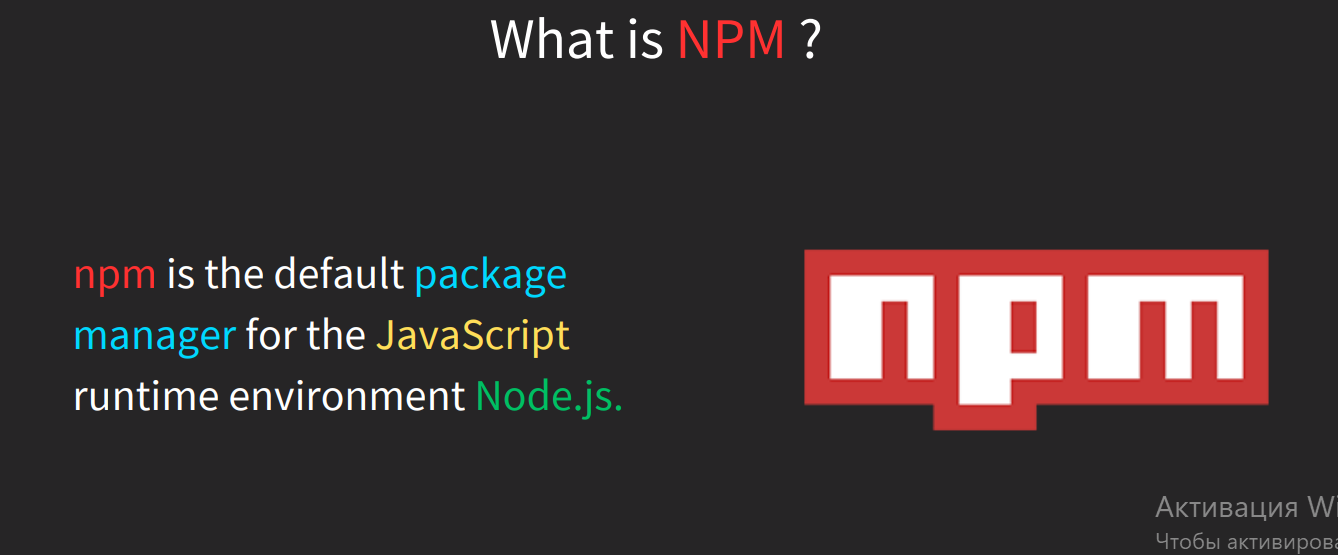 What is NPM ?
npm is the default package
manager for the JavaScript
runtime environment Node.js.
npm
Активация Wi
Чтобы активирова